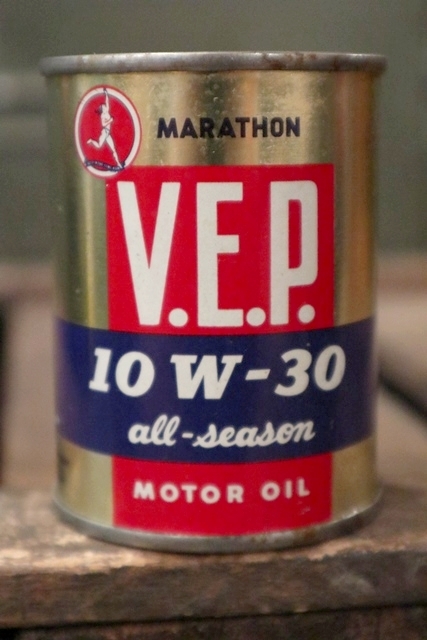 MARATHON
V.E.P.
10 W-30
all-season
MOTOR OIL